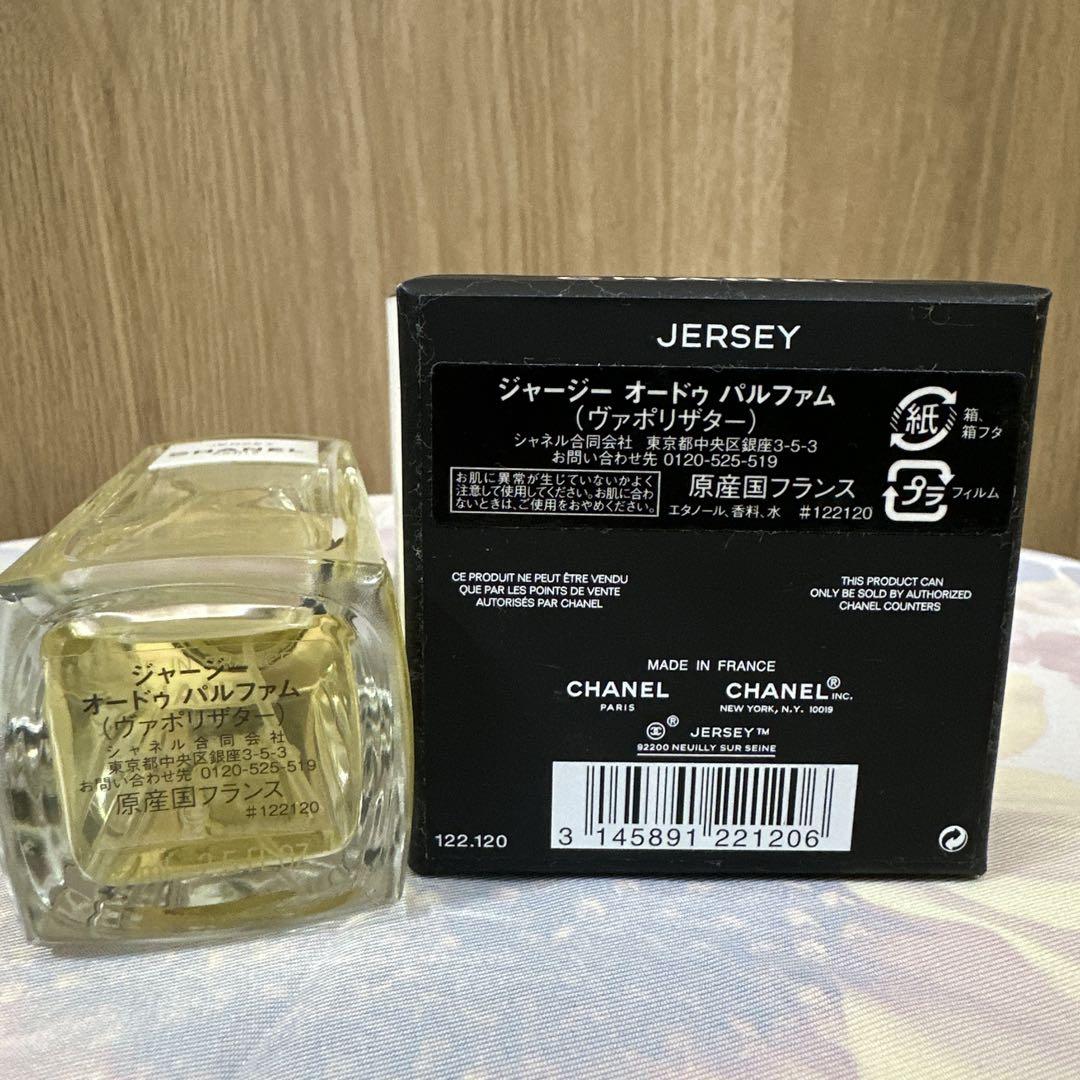 JERSEY
ジャージー オードゥ パルファム
(ヴァポリザター)
シャネル合同会社 東京都中央区銀座3-5-3
お問い合わせ先 0120-525-519
お肌に異常が生じていないかよく
注意して使用してください。お肌に合わ
ないときは、ご使用をおやめください。
原産国フランス
エタノール、香料、水 #122120
紙
箱、
箱フタ
プラ
フィルム
CE PRODUIT NE PEUT ÊTRE VENDU
QUE PAR LES POINTS DE VENTE
AUTORISÉS PAR CHANEL
THIS PRODUCT CAN
ONLY BE SOLD BY AUTHORIZED
CHANEL COUNTERS
MADE IN FRANCE
CHANEL
PARIS
CHANEL® INC.
NEW YORK, N.Y. 10019
® JERSEY™
92200 NEUILLY SUR SEINE
122.120
3 145891 221206
JERSEY
CHANEL
ジャージー
オードゥ パルファム
(ヴァポリザター)
シャネル合同会社
東京都中央区銀座3-5-3
お問い合わせ先 0120-525-519
原産国フランス
#122120